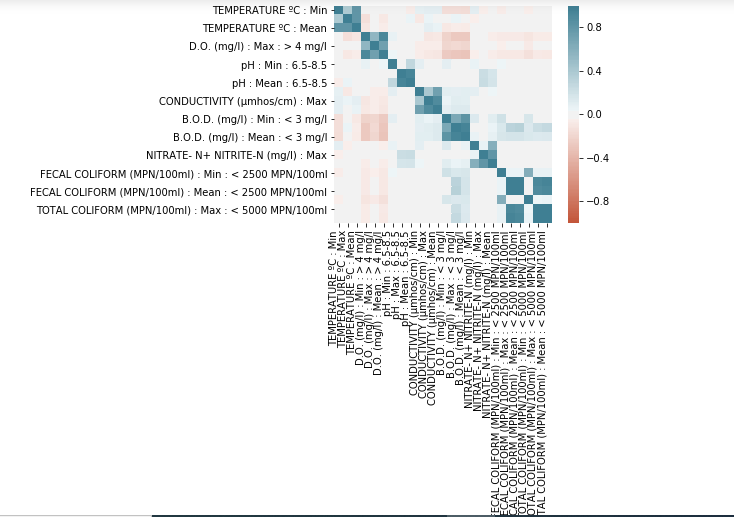 TEMPERATURE ºC : Min
TEMPERATURE ºC : Mean
D.O. (mg/l) : Max : > 4 mg/l
pH : Min : 6.5-8.5
pH : Mean : 6.5-8.5
CONDUCTIVITY (µmhos/cm) : Max
B.O.D. (mg/l) : Min : < 3 mg/l
B.O.D. (mg/l) : Mean : < 3 mg/l
NITRATE- N+ NITRITE-N (mg/l) : Max
FECAL COLIFORM (MPN/100ml) : Min : < 2500 MPN/100ml
FECAL COLIFORM (MPN/100ml) : Mean : < 2500 MPN/100ml
TOTAL COLIFORM (MPN/100ml) : Max : < 5000 MPN/100ml
0.8
0.4
0.0
−0.4
−0.8
TEMPERATURE ºC : Min
TEMPERATURE ºC : Max
TEMPERATURE ºC : Mean
D.O. (mg/l) : Min : > 4 mg/l
D.O. (mg/l) : Max : > 4 mg/l
D.O. (mg/l) : Mean : > 4 mg/l
pH : Min : 6.5-8.5
pH : Max : 6.5-8.5
pH : Mean : 6.5-8.5
CONDUCTIVITY (µmhos/cm) : Min
CONDUCTIVITY (µmhos/cm) : Max
CONDUCTIVITY (µmhos/cm) : Mean
B.O.D. (mg/l) : Min : < 3 mg/l
B.O.D. (mg/l) : Max : < 3 mg/l
B.O.D. (mg/l) : Mean : < 3 mg/l
NITRATE- N+ NITRITE-N (mg/l) : Min
NITRATE- N+ NITRITE-N (mg/l) : Max
NITRATE- N+ NITRITE-N (mg/l) : Mean
COLIFORM (MPN/100ml) : Min : < 2500 MPN/100ml
COLIFORM (MPN/100ml) : Max : < 2500 MPN/100ml
COLIFORM (MPN/100ml) : Mean : < 2500 MPN/100ml
COLIFORM (MPN/100ml) : Min : < 5000 MPN/100ml
COLIFORM (MPN/100ml) : Max : < 5000 MPN/100ml
COLIFORM (MPN/100ml) : Mean : < 5000 MPN/100ml